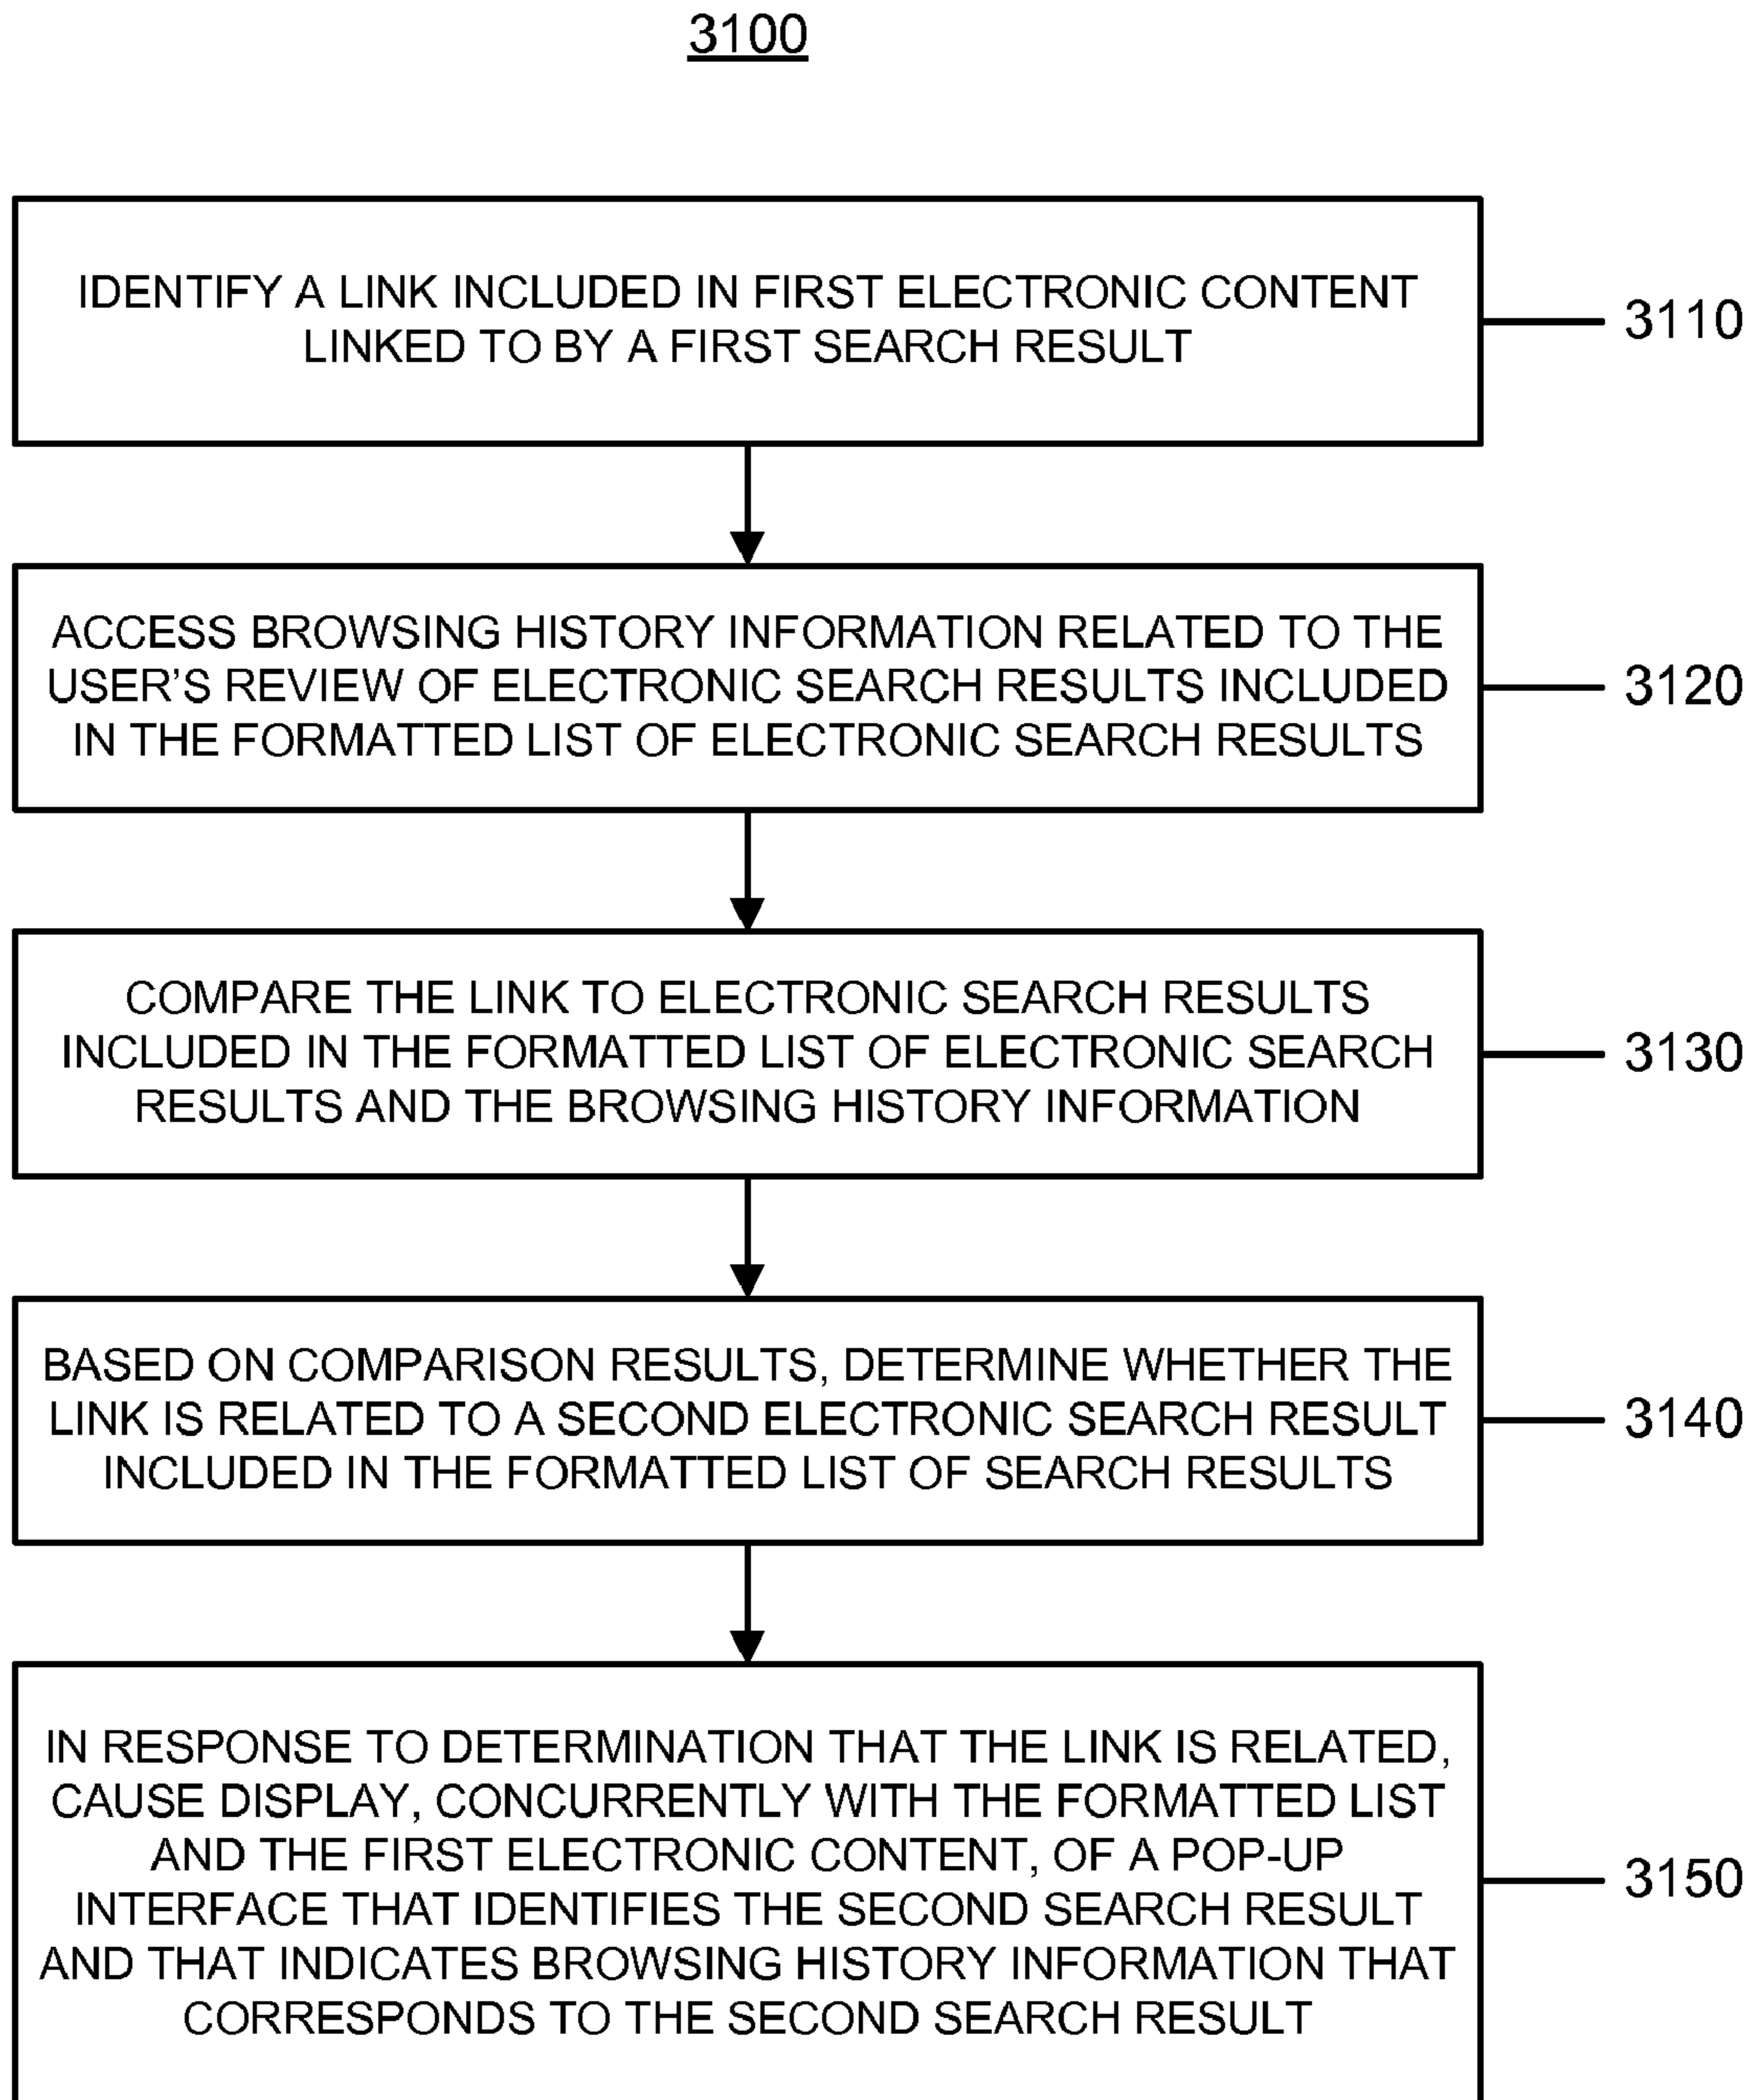 3100
IDENTIFY A LINK INCLUDED IN FIRST ELECTRONIC CONTENT
LINKED TO BY A FIRST SEARCH RESULT
3110
ACCESS BROWSING HISTORY INFORMATION RELATED TO THE
USER'S REVIEW OF ELECTRONIC SEARCH RESULTS INCLUDED
IN THE FORMATTED LIST OF ELECTRONIC SEARCH RESULTS
3120
COMPARE THE LINK TO ELECTRONIC SEARCH RESULTS
INCLUDED IN THE FORMATTED LIST OF ELECTRONIC SEARCH
RESULTS AND THE BROWSING HISTORY INFORMATION
3130
BASED ON COMPARISON RESULTS, DETERMINE WHETHER THE
LINK IS RELATED TO A SECOND ELECTRONIC SEARCH RESULT
INCLUDED IN THE FORMATTED LIST OF SEARCH RESULTS
3140
IN RESPONSE TO DETERMINATION THAT THE LINK IS RELATED,
CAUSE DISPLAY, CONCURRENTLY WITH THE FORMATTED LIST
AND THE FIRST ELECTRONIC CONTENT, OF A POP-UP
INTERFACE THAT IDENTIFIES THE SECOND SEARCH RESULT
AND THAT INDICATES BROWSING HISTORY INFORMATION THAT
CORRESPONDS TO THE SECOND SEARCH RESULT
3150